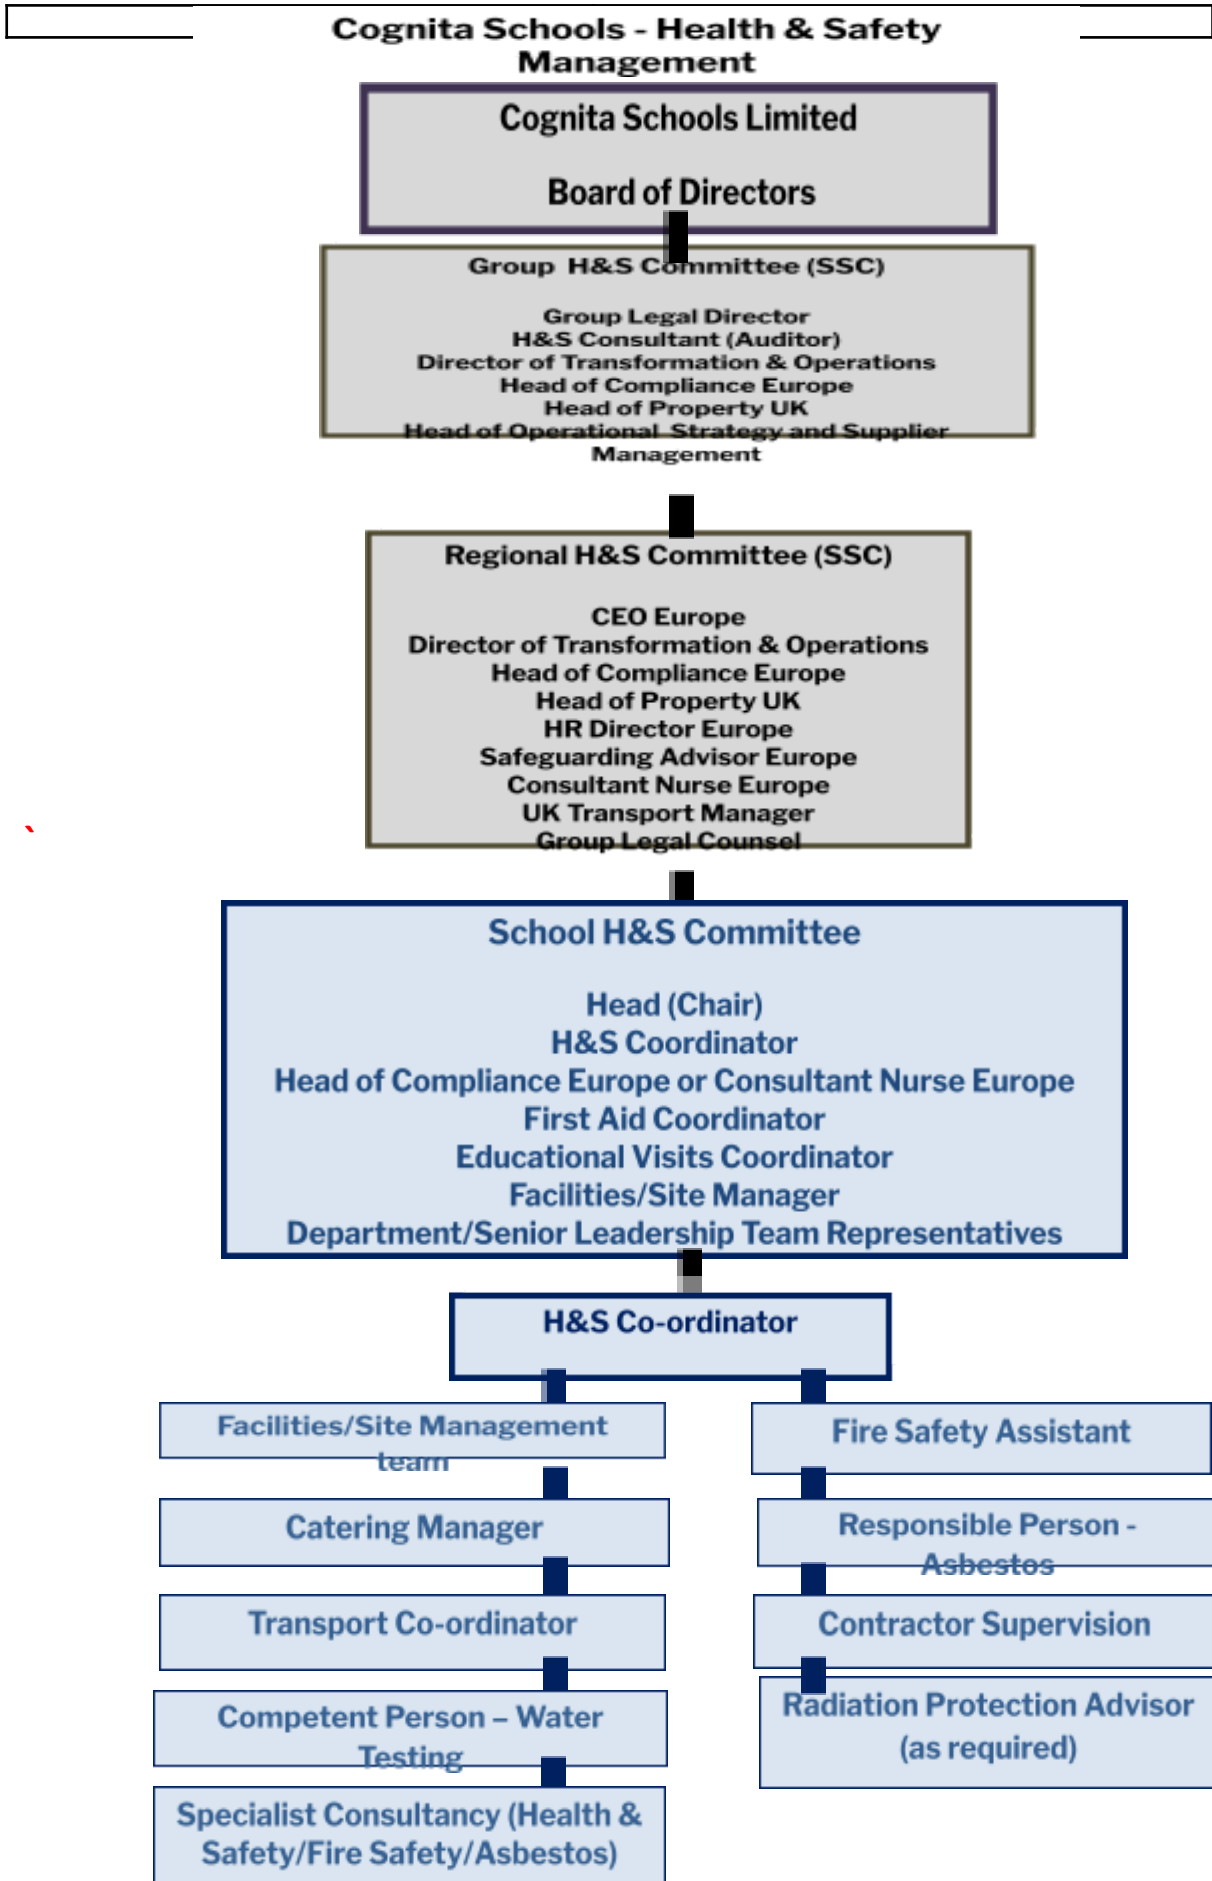 Cognita Schools - Health & Safety
Management
Cognita Schools Limited
Board of Directors
Group H&S Committee (SSC)
Group Legal Director
H&S Consultant (Auditor)
Director of Transformation & Operations
Head of Compliance Europe
Head of Property UK
Head of Operational Strategy and Supplier
Management
Regional H&S Committee (SSC)
CEO Europe
Director of Transformation & Operations
Head of Compliance Europe
Head of Property UK
HR Director Europe
Safeguarding Advisor Europe
Consultant Nurse Europe
UK Transport Manager
Group Legal Counsel
`
School H&S Committee
Head (Chair)
H&S Coordinator
Head of Compliance Europe or Consultant Nurse Europe
First Aid Coordinator
Educational Visits Coordinator
Facilities/Site Manager
Department/Senior Leadership Team Representatives
H&S Co-ordinator
Facilities/Site Management
team
Catering Manager
Transport Co-ordinator
Competent Person – Water
Testing
Specialist Consultancy (Health &
Safety/Fire Safety/Asbestos)
Fire Safety Assistant
Responsible Person -
Asbestos
Contractor Supervision
Radiation Protection Advisor
(as required)